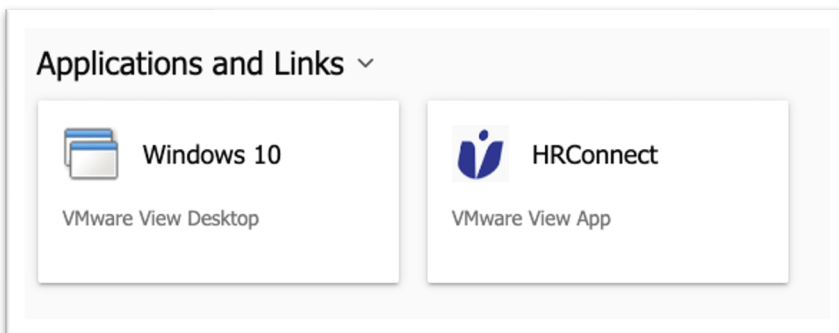 Applications and Links
Windows 10
VMware View Desktop
HRConnect
VMware View App